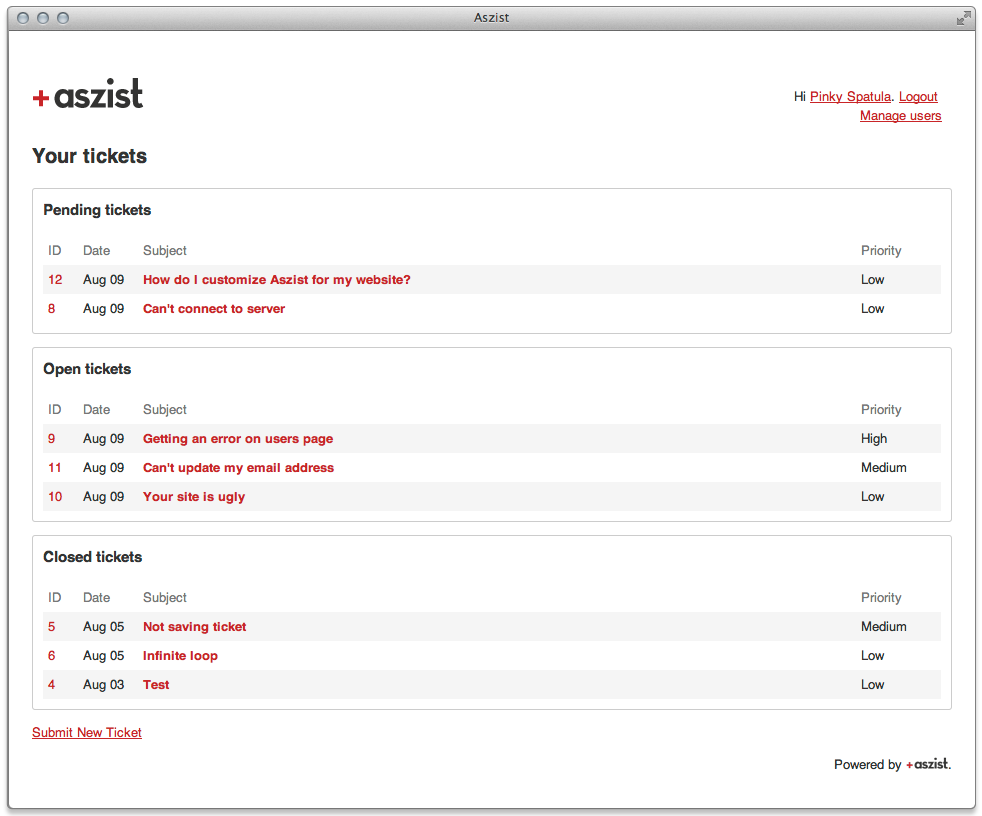 Aszist
+aszist
Hi Pinky Spatula. Logout
Manage users
Your tickets
Pending tickets
ID Date Subject Priority
12 Aug 09 How do I customize Aszist for my website? Low
8 Aug 09 Can't connect to server Low
Open tickets
ID Date Subject Priority
9 Aug 09 Getting an error on users page High
11 Aug 09 Can't update my email address Medium
10 Aug 09 Your site is ugly Low
Closed tickets
ID Date Subject Priority
5 Aug 05 Not saving ticket Medium
6 Aug 05 Infinite loop Low
4 Aug 03 Test Low
Submit New Ticket
Powered by +aszist.